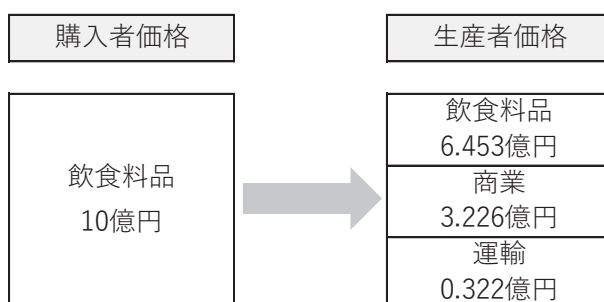 購入者価格
生産者価格
飲食料品
10億円
飲食料品
6.453億円
商業
3.226億円
運輸
0.322億円